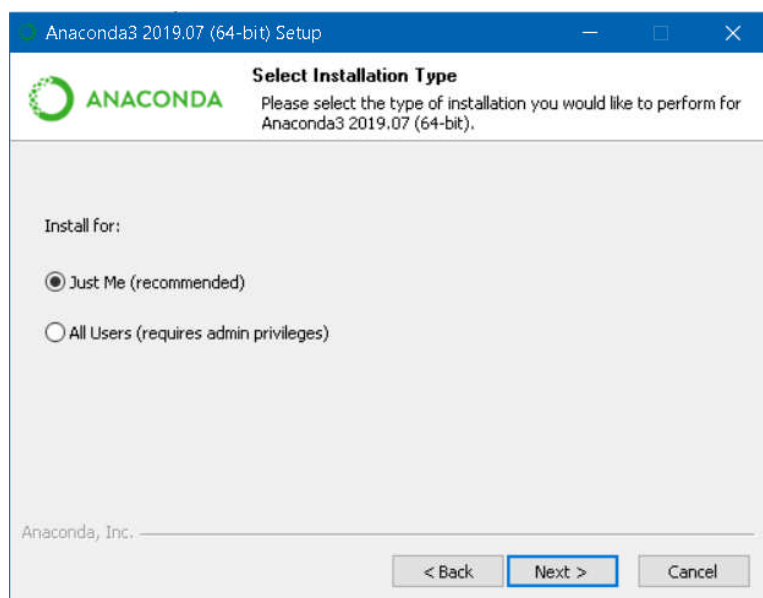 Anaconda3 2019.07 (64-bit) Setup
ANACONDA
Select Installation Type
Please select the type of installation you would like to perform for
Anaconda3 2019.07 (64-bit).
Install for:
Just Me (recommended)
All Users (requires admin privileges)
Anaconda, Inc.
< Back
Next >
Cancel